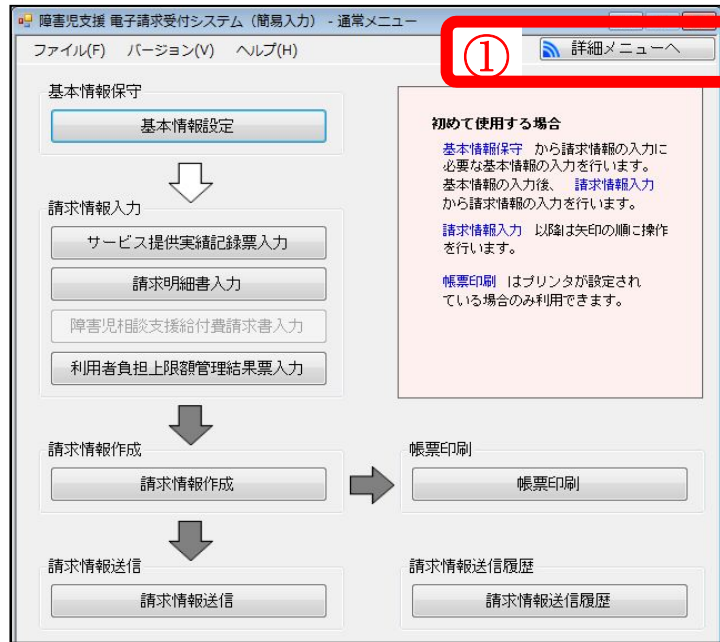 障害児支援 電子請求受付システム（簡易入力） - 通常メニュー
ファイル(F) バージョン(V) ヘルプ(H)
① 詳細メニューへ
基本情報保守
基本情報設定
初めて使用する場合
基本情報保守 から請求情報の入力に
必要な基本情報の入力を行います。
基本情報の入力後、 請求情報入力
から請求情報の入力を行います。
請求情報入力 以降は矢印の順に操作
を行います。
帳票印刷 はプリンタが設定され
ている場合のみ利用できます。
請求情報入力
サービス提供実績記録票入力
請求明細書入力
障害児相談支援給付費請求書入力
利用者負担上限額管理結果票入力
請求情報作成
請求情報作成
帳票印刷
帳票印刷
請求情報送信
請求情報送信
請求情報送信履歴
請求情報送信履歴